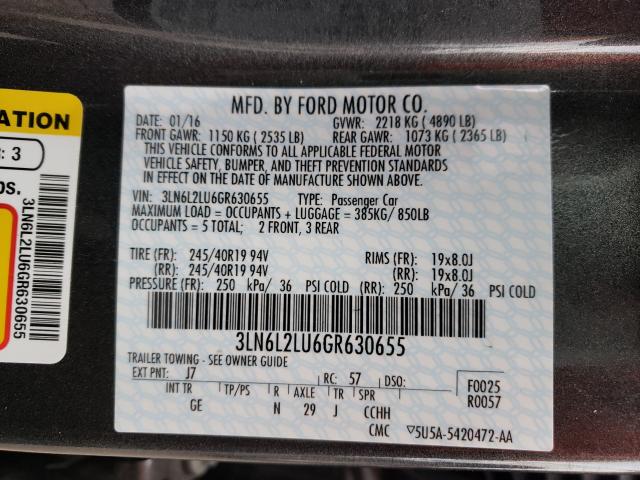 MFD. BY FORD MOTOR CO.
DATE: 01/16 GVWR: 2218 KG ( 4890 LB)
FRONT GAWR: 1150 KG ( 2535 LB) REAR GAWR: 1073 KG ( 2365 LB)
THIS VEHICLE CONFORMS TO ALL APPLICABLE FEDERAL MOTOR
VEHICLE SAFETY, BUMPER, AND THEFT PREVENTION STANDARDS
IN EFFECT ON THE DATE OF MANUFACTURE SHOWN ABOVE.
VIN: 3LN6L2LU6GR630655 TYPE: Passenger Car
MAXIMUM LOAD = OCCUPANTS + LUGGAGE = 385KG/ 850LB
OCCUPANTS = 5 TOTAL; 2 FRONT, 3 REAR
TIRE (FR): 245/40R19 94V RIMS (FR): 19x8.0J
(RR): 245/40R19 94V (RR): 19x8.0J
PRESSURE (FR): 250 kPa/ 36 PSI COLD (RR): 250 kPa/ 36 PSI COLD
3LN6L2LU6GR630655
TRAILER TOWING - SEE OWNER GUIDE
EXT PNT: J7 RC: 57 DSO: F0025
INT TR TP/PS R AXLE TR SPR R0057
GE N 29 J CCHH
CMC ▽5U5A-5420472-AA
ATION
: 3
bs.
3LN6L2LU6GR630655